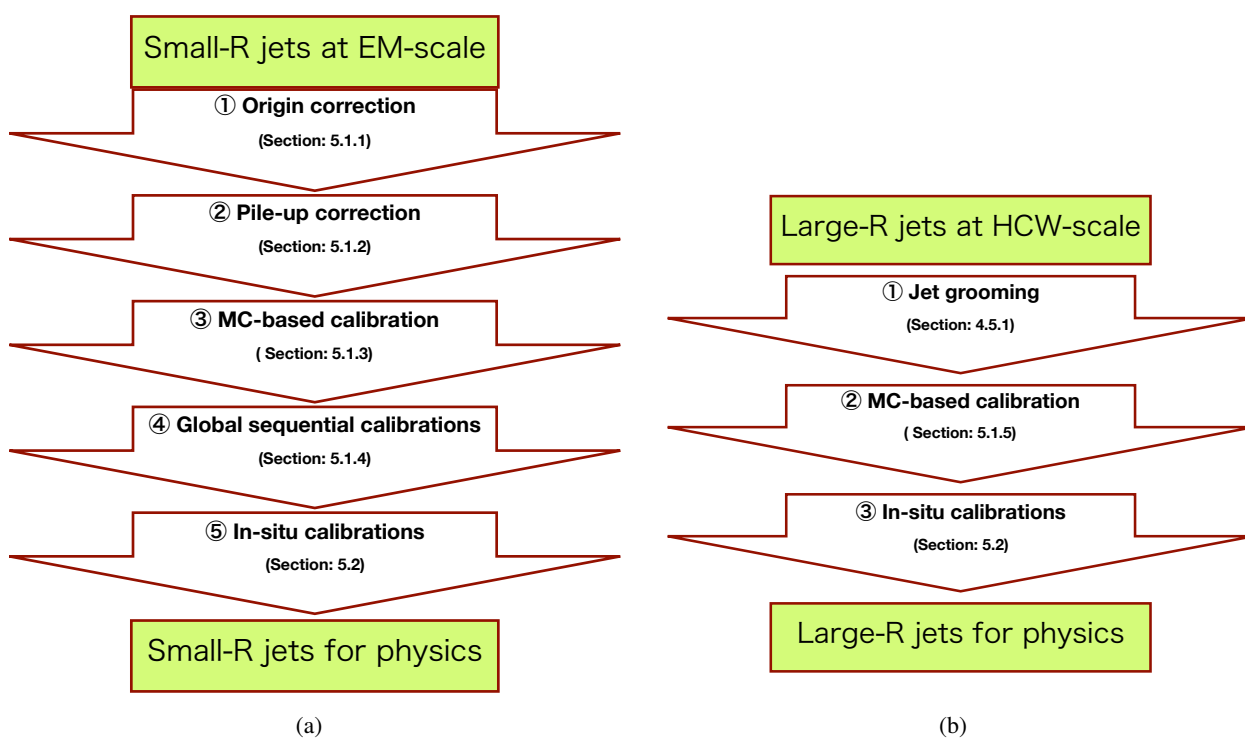 Small-R jets at EM-scale
① Origin correction
(Section: 5.1.1)
② Pile-up correction
(Section: 5.1.2)
③ MC-based calibration
( Section: 5.1.3)
④ Global sequential calibrations
(Section: 5.1.4)
⑤ In-situ calibrations
(Section: 5.2)
Small-R jets for physics
(a)
Large-R jets at HCW-scale
① Jet grooming
(Section: 4.5.1)
② MC-based calibration
( Section: 5.1.5)
③ In-situ calibrations
(Section: 5.2)
Large-R jets for physics
(b)